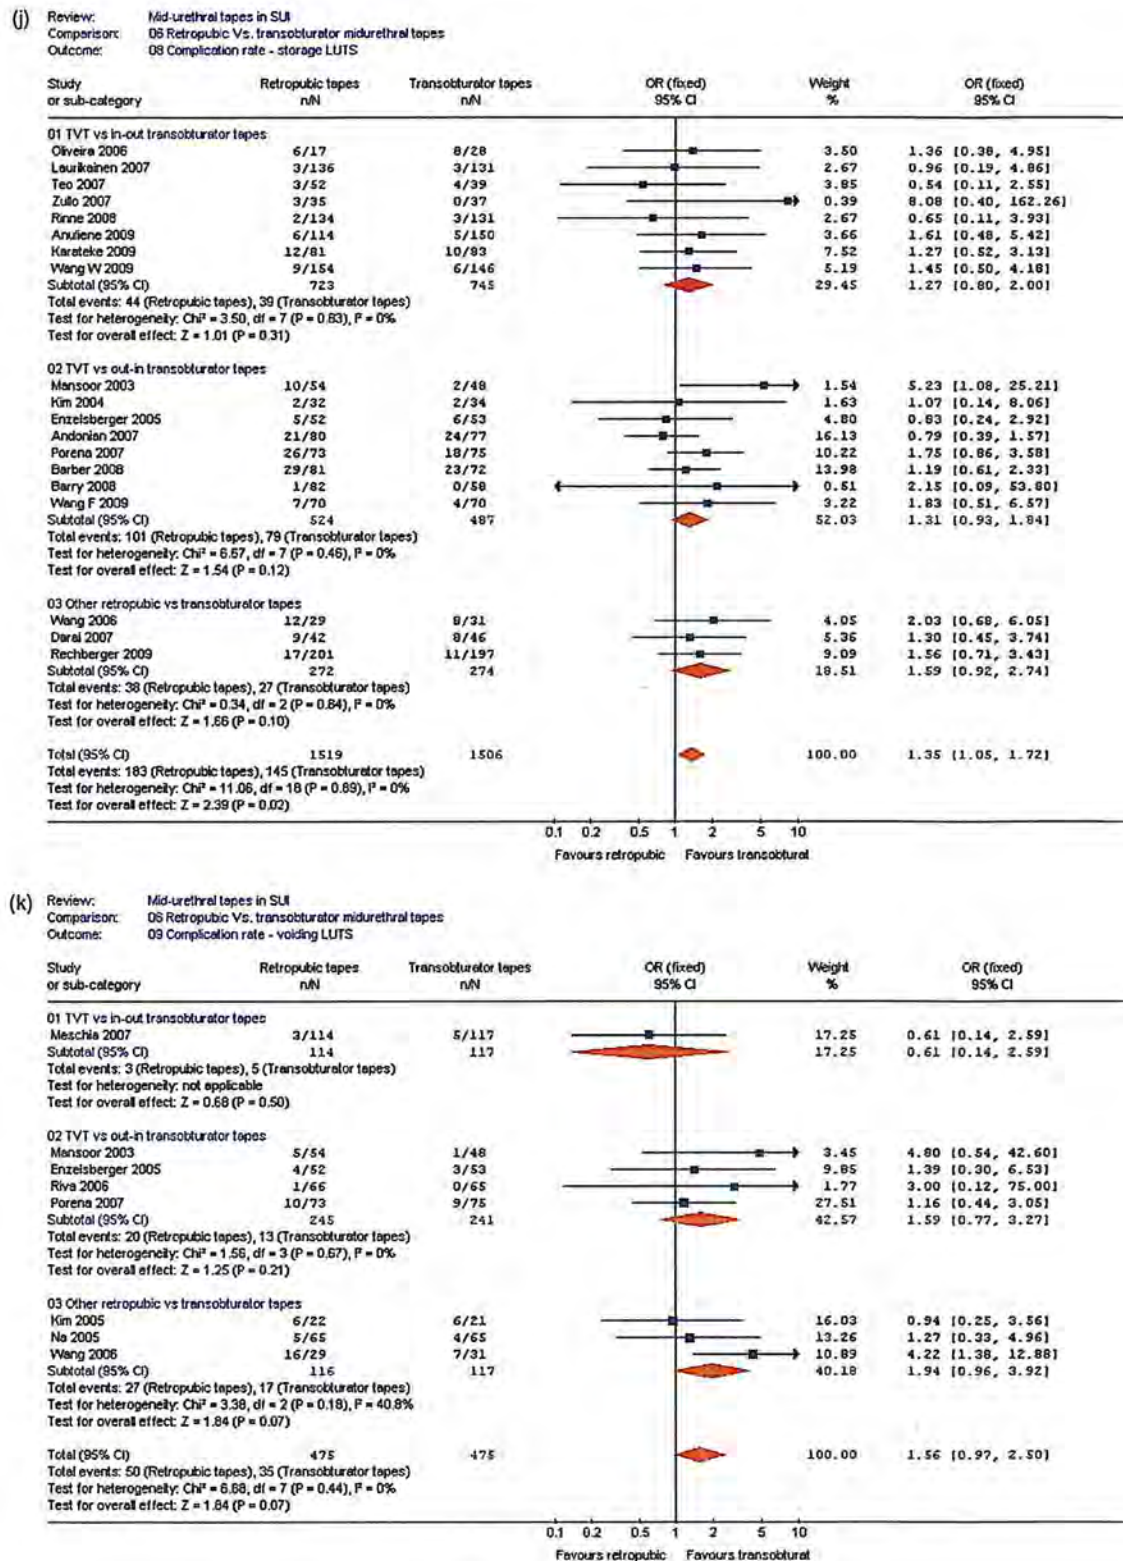 (j) Review: Mid-urethral tapes in SUI
Comparison: 06 Retropubic Vs. transobturator midurethral tapes
Outcome: 08 Complication rate - storage LUTS
Study Retropubic tapes Transobturator tapes OR (fixed) Weight OR (fixed)
or sub-category n/N n/N 95% CI % 95% CI
01 TVT vs in-out transobturator tapes
Oliveira 2006 6/17 8/28 3.50 1.36 [0.38, 4.95]
Laurikainen 2007 3/136 3/131 2.67 0.96 [0.19, 4.86]
Teo 2007 3/52 4/39 3.85 0.54 [0.11, 2.55]
Zullo 2007 3/35 0/37 0.39 8.08 [0.40, 162.26]
Rinne 2008 2/134 3/131 2.67 0.65 [0.11, 3.93]
Anuliene 2009 6/114 5/150 3.66 1.61 [0.48, 5.42]
Karateke 2009 12/81 10/83 7.52 1.27 [0.52, 3.13]
Wang W 2009 9/154 6/146 5.19 1.45 [0.50, 4.18]
Subtotal (95% CI) 723 745 29.45 1.27 [0.80, 2.00]
Total events: 44 (Retropubic tapes), 39 (Transobturator tapes)
Test for heterogeneity: Chi² = 3.50, df = 7 (P = 0.83), I² = 0%
Test for overall effect: Z = 1.01 (P = 0.31)
02 TVT vs out-in transobturator tapes
Mansoor 2003 10/54 2/48 1.54 5.23 [1.08, 25.21]
Kim 2004 2/32 2/34 1.63 1.07 [0.14, 8.06]
Enzelsberger 2005 5/52 6/53 4.80 0.83 [0.24, 2.92]
Andonian 2007 21/80 24/77 16.13 0.79 [0.39, 1.57]
Porena 2007 26/73 18/75 10.22 1.75 [0.86, 3.58]
Barber 2008 29/81 23/72 13.98 1.19 [0.61, 2.33]
Barry 2008 1/82 0/58 0.51 2.15 [0.09, 53.80]
Wang F 2009 7/70 4/70 3.22 1.83 [0.51, 6.57]
Subtotal (95% CI) 524 487 52.03 1.31 [0.93, 1.84]
Total events: 101 (Retropubic tapes), 79 (Transobturator tapes)
Test for heterogeneity: Chi² = 6.67, df = 7 (P = 0.46), I² = 0%
Test for overall effect: Z = 1.54 (P = 0.12)
03 Other retropubic vs transobturator tapes
Wang 2006 12/29 8/31 4.05 2.03 [0.68, 6.05]
Darai 2007 9/42 8/46 5.36 1.30 [0.45, 3.74]
Rechberger 2009 17/201 11/197 9.09 1.56 [0.71, 3.43]
Subtotal (95% CI) 272 274 18.51 1.59 [0.92, 2.74]
Total events: 38 (Retropubic tapes), 27 (Transobturator tapes)
Test for heterogeneity: Chi² = 0.34, df = 2 (P = 0.84), I² = 0%
Test for overall effect: Z = 1.66 (P = 0.10)
Total (95% CI) 1519 1506 100.00 1.35 [1.05, 1.72]
Total events: 183 (Retropubic tapes), 145 (Transobturator tapes)
Test for heterogeneity: Chi² = 11.06, df = 18 (P = 0.89), I² = 0%
Test for overall effect: Z = 2.39 (P = 0.02)
0.1 0.2 0.5 1 2 5 10
Favours retropubic Favours transobturat
(k) Review: Mid-urethral tapes in SUI
Comparison: 06 Retropubic Vs. transobturator midurethral tapes
Outcome: 09 Complication rate - voiding LUTS
Study Retropubic tapes Transobturator tapes OR (fixed) Weight OR (fixed)
or sub-category n/N n/N 95% CI % 95% CI
01 TVT vs in-out transobturator tapes
Meschia 2007 3/114 5/117 17.25 0.61 [0.14, 2.59]
Subtotal (95% CI) 114 117 17.25 0.61 [0.14, 2.59]
Total events: 3 (Retropubic tapes), 5 (Transobturator tapes)
Test for heterogeneity: not applicable
Test for overall effect: Z = 0.68 (P = 0.50)
02 TVT vs out-in transobturator tapes
Mansoor 2003 5/54 1/48 3.45 4.80 [0.54, 42.60]
Enzelsberger 2005 4/52 3/53 9.85 1.39 [0.30, 6.53]
Riva 2006 1/66 0/65 1.77 3.00 [0.12, 75.00]
Porena 2007 10/73 9/75 27.51 1.16 [0.44, 3.05]
Subtotal (95% CI) 245 241 42.57 1.59 [0.77, 3.27]
Total events: 20 (Retropubic tapes), 13 (Transobturator tapes)
Test for heterogeneity: Chi² = 1.56, df = 3 (P = 0.67), I² = 0%
Test for overall effect: Z = 1.25 (P = 0.21)
03 Other retropubic vs transobturator tapes
Kim 2005 6/22 6/21 16.03 0.94 [0.25, 3.56]
Na 2005 5/65 4/65 13.26 1.27 [0.33, 4.96]
Wang 2006 16/29 7/31 10.89 4.22 [1.38, 12.88]
Subtotal (95% CI) 116 117 40.18 1.94 [0.96, 3.92]
Total events: 27 (Retropubic tapes), 17 (Transobturator tapes)
Test for heterogeneity: Chi² = 3.38, df = 2 (P = 0.18), I² = 40.8%
Test for overall effect: Z = 1.84 (P = 0.07)
Total (95% CI) 475 475 100.00 1.56 [0.97, 2.50]
Total events: 50 (Retropubic tapes), 35 (Transobturator tapes)
Test for heterogeneity: Chi² = 6.88, df = 7 (P = 0.44), I² = 0%
Test for overall effect: Z = 1.84 (P = 0.07)
0.1 0.2 0.5 1 2 5 10
Favours retropubic Favours transobturat